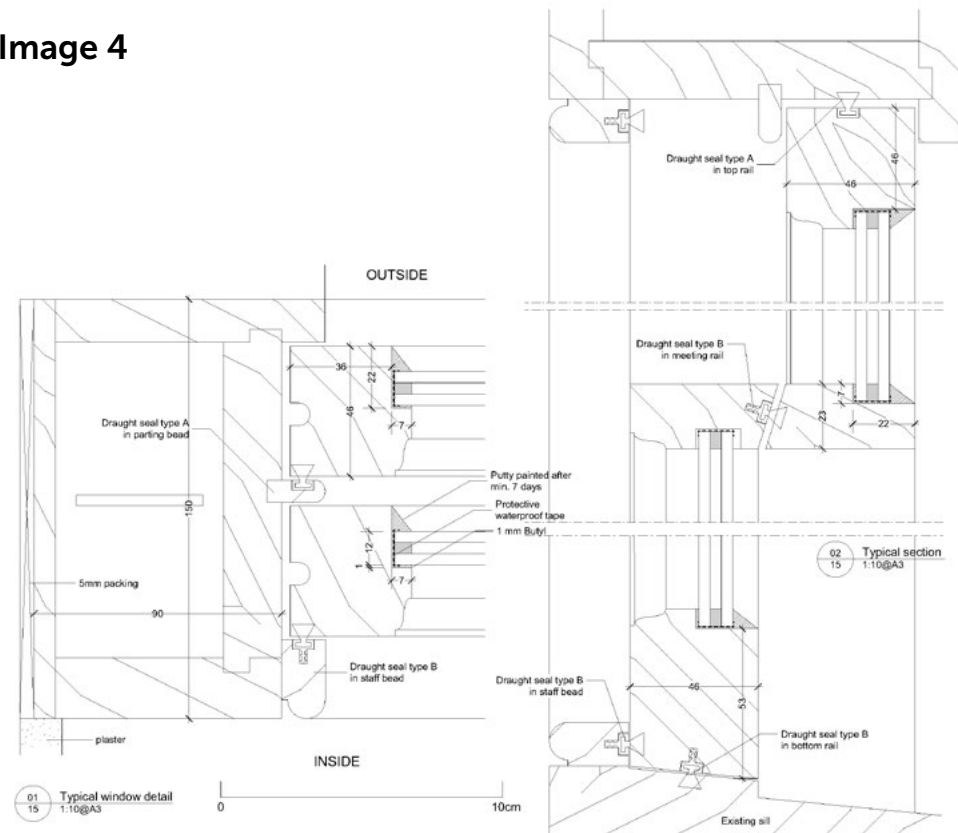 Image 4
OUTSIDE
36
22
46
7
Draught seal type A
in parting bead
150
Putty painted after
min. 7 days
Protective
waterproof tape
1 mm Butyl
12
1
7
5mm packing
90
Draught seal type B
in staff bead
plaster
INSIDE
01
15
Typical window detail
1:10@A3
0
10cm
Draught seal type A
in top rail
46
46
Draught seal type B
in meeting rail
7
23
22
02
15
Typical section
1:10@A3
Draught seal type B
in staff bead
46
53
Draught seal type B
in bottom rail
Existing sill